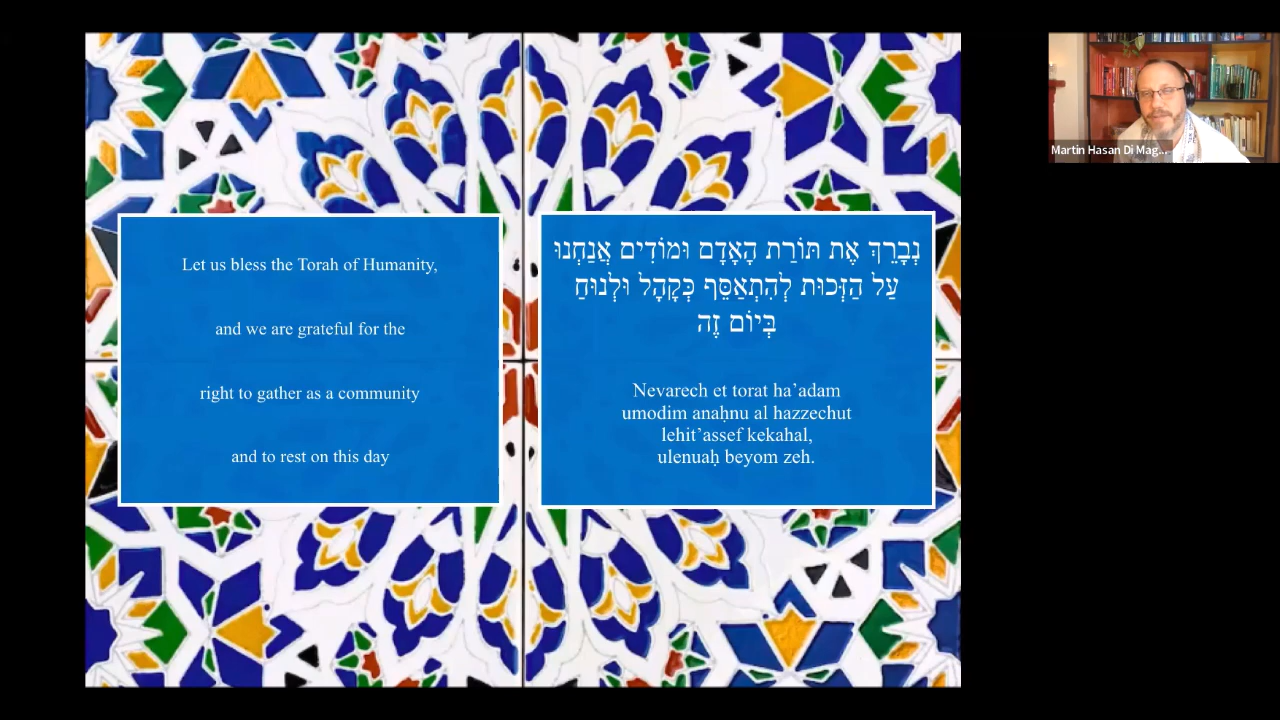 Let us bless the Torah of Humanity,
and we are grateful for the
right to gather as a community
and to rest on this day
נְבָרֵךְ אֶת תּוֹרַת הָאָדָם וּמוֹדִים אֲנַחְנוּ
עַל הַזְּכוּת לְהִתְאַסֵּף כְּקָהָל וּלְנוּחַ
בְּיוֹם זֶה
Nevarech et torat ha’adam
umodim anaḥnu al hazzechut
lehit’assef kekahal,
ulenuaḥ beyom zeh.
Martin Hasan Di Mag...